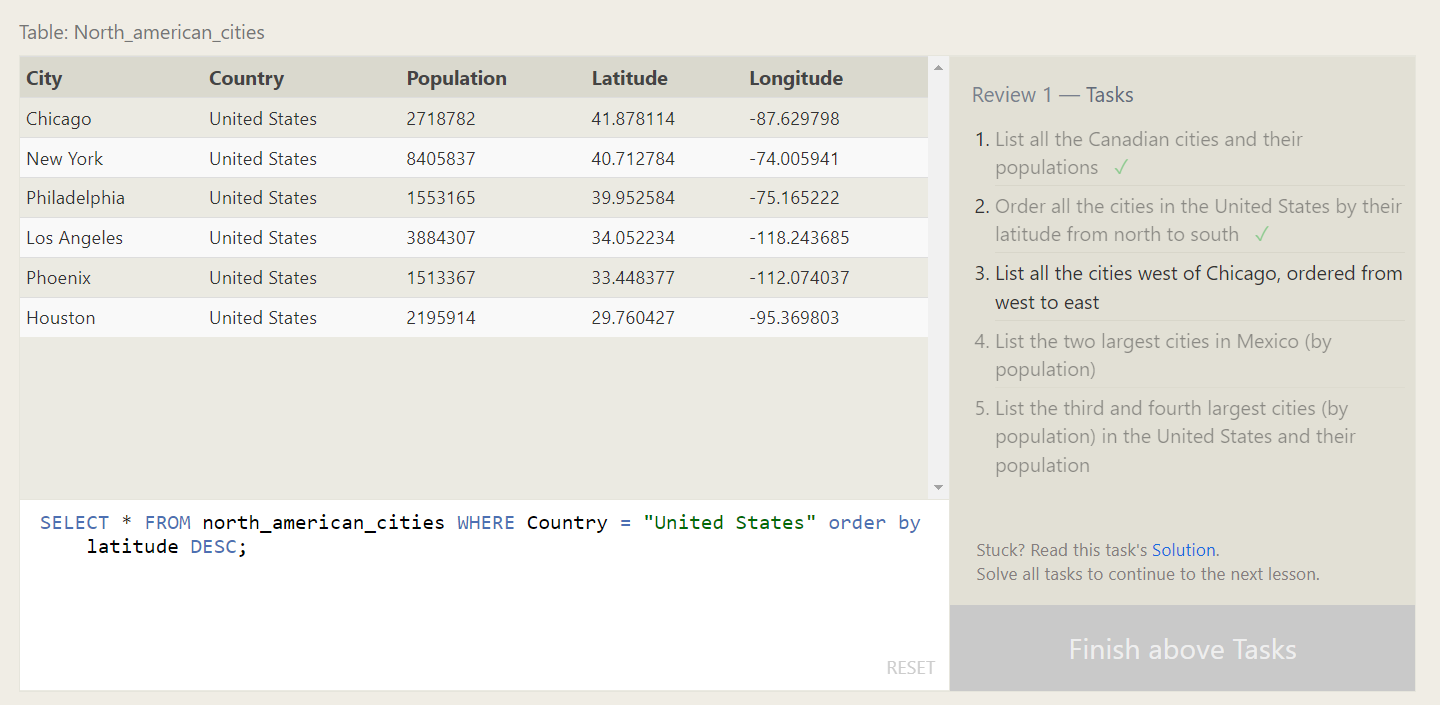 Table: North_american_cities
City Country Population Latitude Longitude
Chicago United States 2718782 41.878114 -87.629798
New York United States 8405837 40.712784 -74.005941
Philadelphia United States 1553165 39.952584 -75.165222
Los Angeles United States 3884307 34.052234 -118.243685
Phoenix United States 1513367 33.448377 -112.074037
Houston United States 2195914 29.760427 -95.369803
SELECT * FROM north_american_cities WHERE Country = "United States" order by
latitude DESC;
RESET
Review 1 — Tasks
1. List all the Canadian cities and their
populations ✓
2. Order all the cities in the United States by their
latitude from north to south ✓
3. List all the cities west of Chicago, ordered from
west to east
4. List the two largest cities in Mexico (by
population)
5. List the third and fourth largest cities (by
population) in the United States and their
population
Stuck? Read this task's Solution.
Solve all tasks to continue to the next lesson.
Finish above Tasks